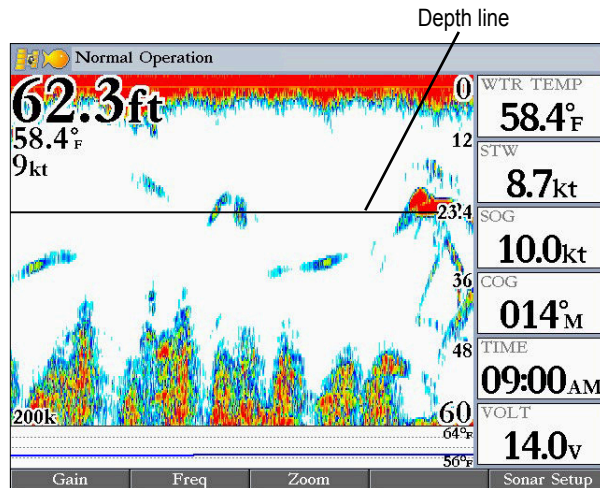 Depth line
Normal Operation
62.3ft
58.4°F
9kt
0
12
23.4
36
48
60
200k
64°F
56°F
WTR TEMP
58.4°F
STW
8.7kt
SOG
10.0kt
COG
014°M
TIME
09:00AM
VOLT
14.0V
Gain
Freq
Zoom
Sonar Setup